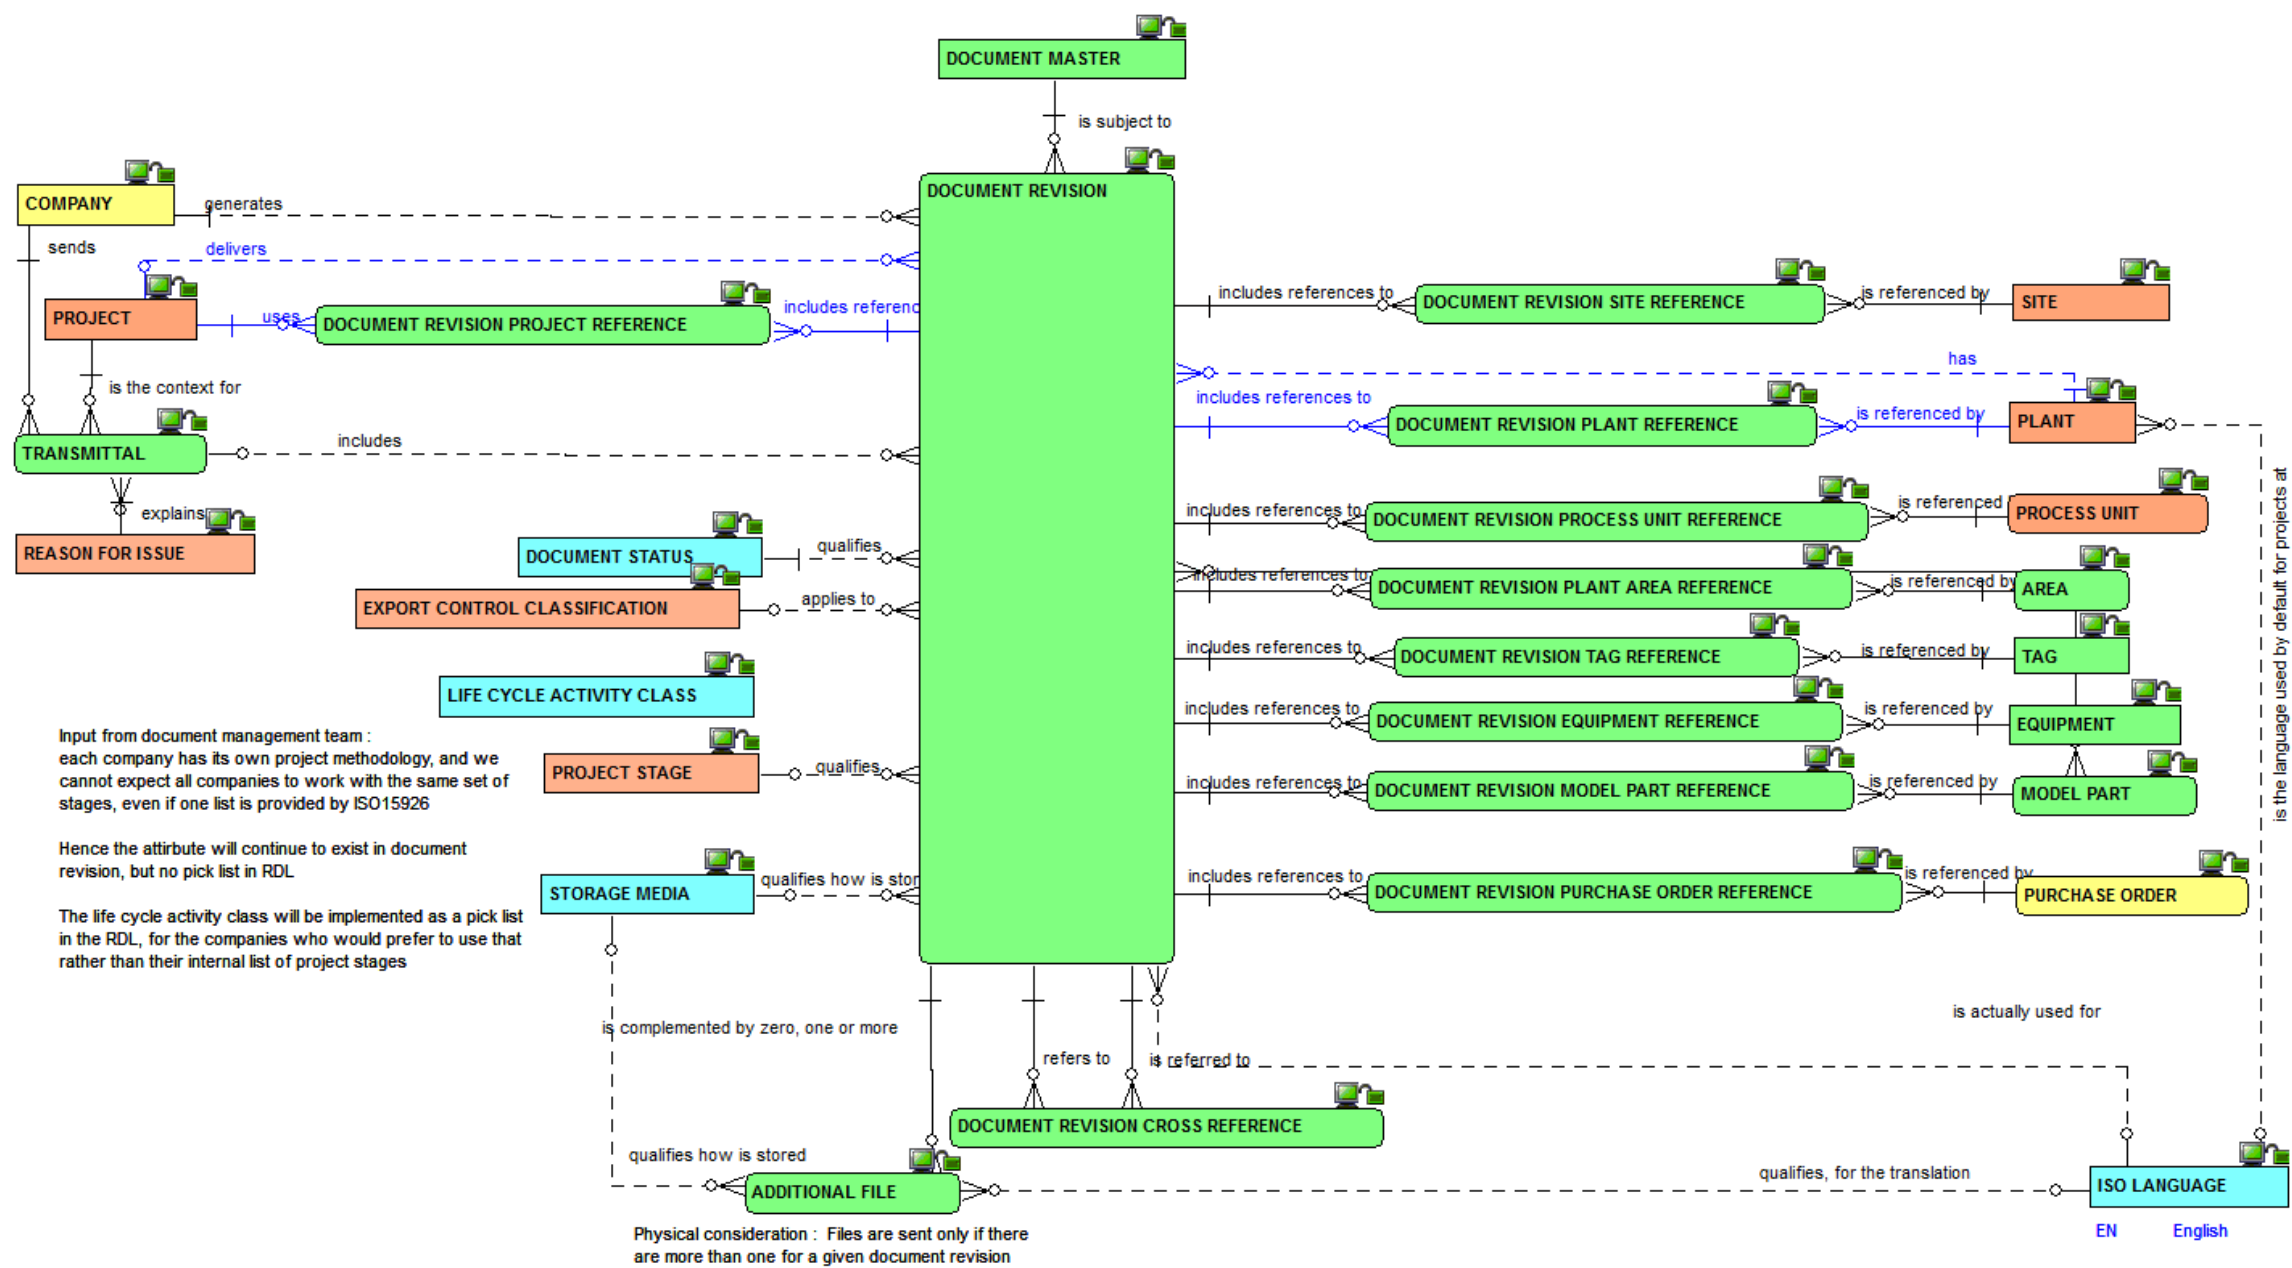 DOCUMENT MASTER
is subject to
DOCUMENT REVISION
COMPANY
generates
sends
delivers
PROJECT
uses
DOCUMENT REVISION PROJECT REFERENCE
includes referenc
is the context for
TRANSMITTAL
includes
explains
REASON FOR ISSUE
DOCUMENT STATUS
qualifies
EXPORT CONTROL CLASSIFICATION
applies to
LIFE CYCLE ACTIVITY CLASS
PROJECT STAGE
qualifies
STORAGE MEDIA
qualifies how is stor
Input from document management team :
each company has its own project methodology, and we
cannot expect all companies to work with the same set of
stages, even if one list is provided by ISO15926
Hence the attirbute will continue to exist in document
revision, but no pick list in RDL
The life cycle activity class will be implemented as a pick list
in the RDL, for the companies who would prefer to use that
rather than their internal list of project stages
includes references to
DOCUMENT REVISION SITE REFERENCE
is referenced by
SITE
has
includes references to
DOCUMENT REVISION PLANT REFERENCE
is referenced by
PLANT
includes references to
DOCUMENT REVISION PROCESS UNIT REFERENCE
is referenced
PROCESS UNIT
includes references to
DOCUMENT REVISION PLANT AREA REFERENCE
is referenced by
AREA
includes references to
DOCUMENT REVISION TAG REFERENCE
is referenced by
TAG
includes references to
DOCUMENT REVISION EQUIPMENT REFERENCE
is referenced by
EQUIPMENT
includes references to
DOCUMENT REVISION MODEL PART REFERENCE
is referenced by
MODEL PART
includes references to
DOCUMENT REVISION PURCHASE ORDER REFERENCE
is referenced by
PURCHASE ORDER
is the language used by default for projects at
is complemented by zero, one or more
refers to
is referred to
is actually used for
DOCUMENT REVISION CROSS REFERENCE
qualifies how is stored
ADDITIONAL FILE
qualifies, for the translation
ISO LANGUAGE
EN English
Physical consideration : Files are sent only if there
are more than one for a given document revision